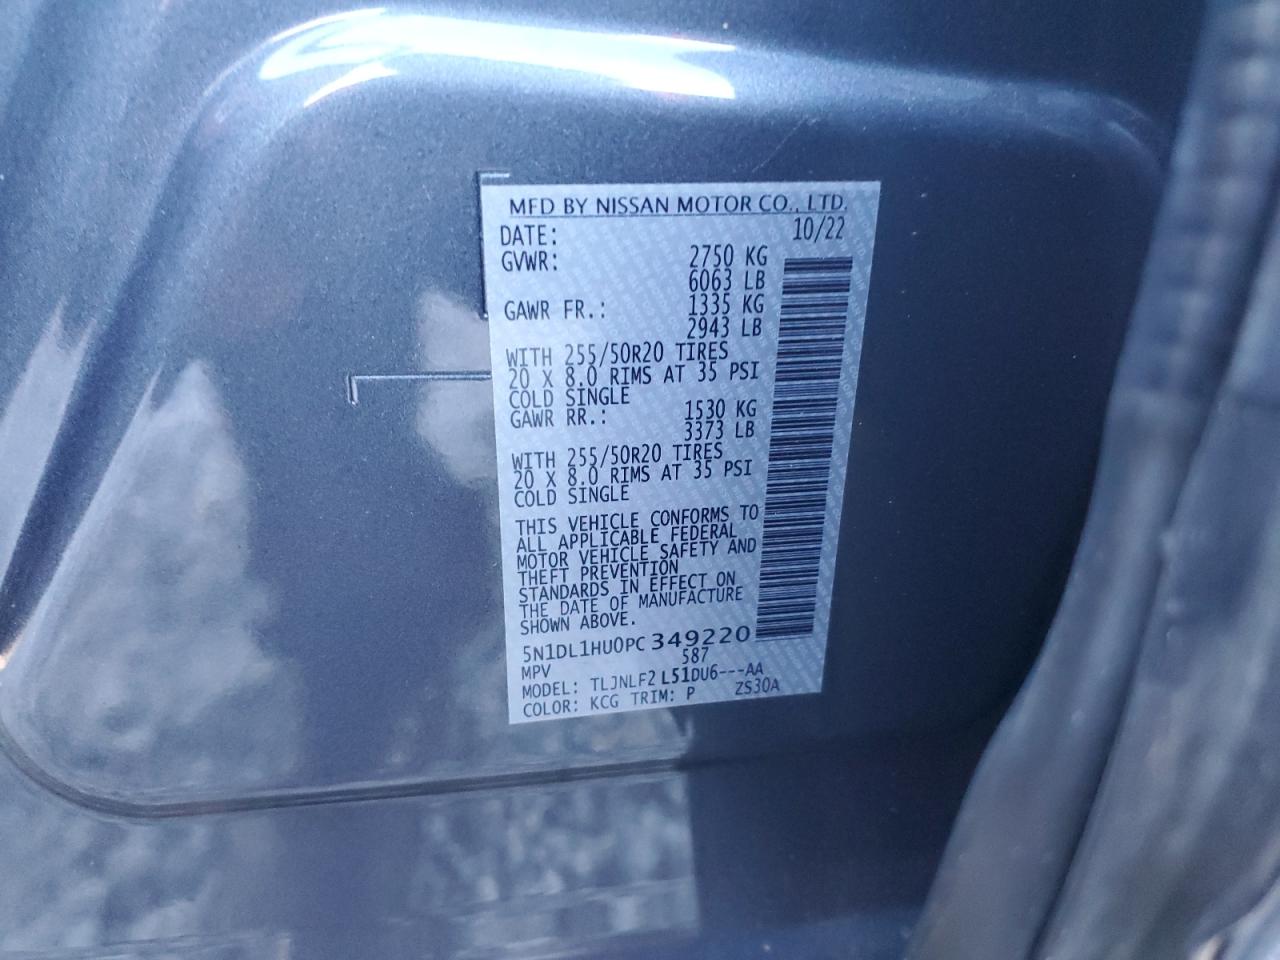 MFD BY NISSAN MOTOR CO., LTD.
DATE: 10/22
GVWR: 2750 KG
6063 LB
GAWR FR.: 1335 KG
2943 LB
WITH 255/50R20 TIRES
20 X 8.0 RIMS AT 35 PSI
COLD SINGLE
GAWR RR.: 1530 KG
3373 LB
WITH 255/50R20 TIRES
20 X 8.0 RIMS AT 35 PSI
COLD SINGLE
THIS VEHICLE CONFORMS TO
ALL APPLICABLE FEDERAL
MOTOR VEHICLE SAFETY AND
THEFT PREVENTION
STANDARDS IN EFFECT ON
THE DATE OF MANUFACTURE
SHOWN ABOVE.
5N1DL1HU0PC349220
MPV 587
MODEL: TLJNLF2 L51DU6---AA
COLOR: KCG TRIM: P ZS30A